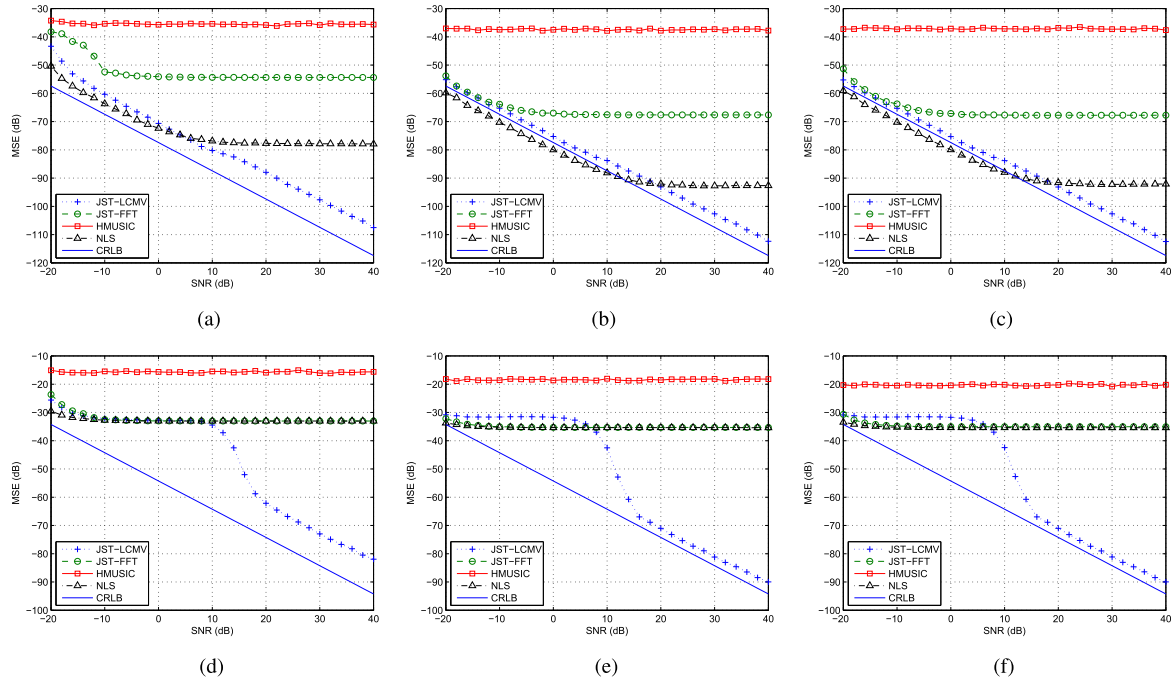 −30
−40
−50
−60
−70
−80
−90
−100
−110
−120
MSE (dB)
JST−LCMV
JST−FFT
HMUSIC
NLS
CRLB
−20 −10 0 10 20 30 40
SNR (dB)
(a)
−30
−40
−50
−60
−70
−80
−90
−100
−110
−120
MSE (dB)
JST−LCMV
JST−FFT
HMUSIC
NLS
CRLB
−20 −10 0 10 20 30 40
SNR (dB)
(b)
−30
−40
−50
−60
−70
−80
−90
−100
−110
−120
MSE (dB)
JST−LCMV
JST−FFT
HMUSIC
NLS
CRLB
−20 −10 0 10 20 30 40
SNR (dB)
(c)
−10
−20
−30
−40
−50
−60
−70
−80
−90
−100
MSE (dB)
JST−LCMV
JST−FFT
HMUSIC
NLS
CRLB
−20 −10 0 10 20 30 40
SNR (dB)
(d)
−10
−20
−30
−40
−50
−60
−70
−80
−90
−100
MSE (dB)
JST−LCMV
JST−FFT
HMUSIC
NLS
CRLB
−20 −10 0 10 20 30 40
SNR (dB)
(e)
−10
−20
−30
−40
−50
−60
−70
−80
−90
−100
MSE (dB)
JST−LCMV
JST−FFT
HMUSIC
NLS
CRLB
−20 −10 0 10 20 30 40
SNR (dB)
(f)